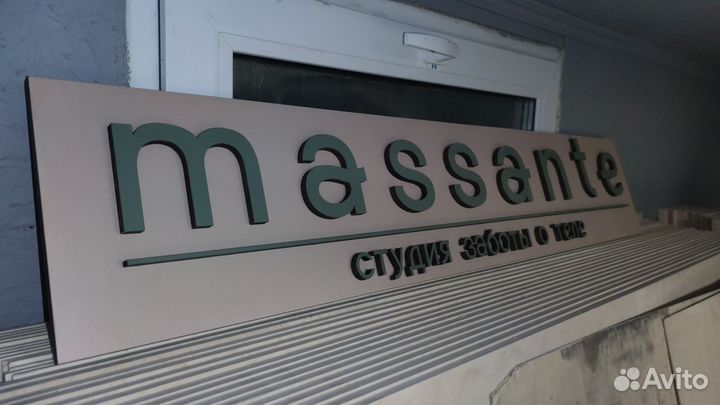 massante
студия заботы о теле
Avito